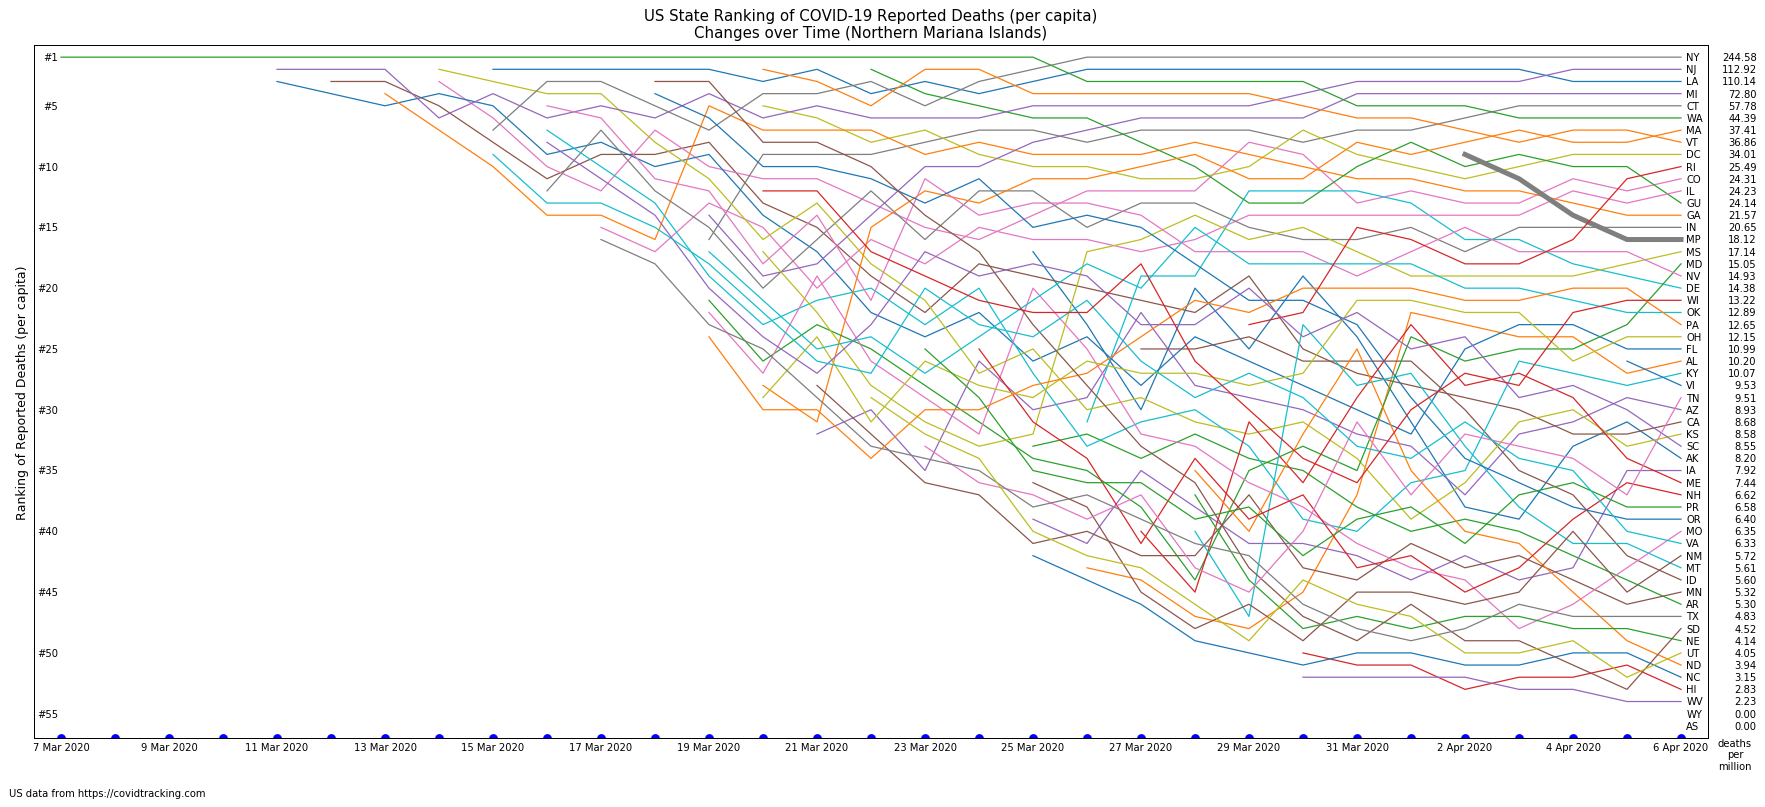 US State Ranking of COVID-19 Reported Deaths (per capita)
Changes over Time (Northern Mariana Islands)
Ranking of Reported Deaths (per capita)
#1
#5
#10
#15
#20
#25
#30
#35
#40
#45
#50
#55
NY 244.58
NJ 112.92
LA 110.14
MI 72.80
CT 57.78
WA 44.39
MA 37.41
VT 36.86
DC 34.01
RI 25.49
CO 24.31
IL 24.23
GU 24.14
GA 21.57
IN 20.65
MP 18.12
MS 17.14
MD 15.05
NV 14.93
DE 14.38
WI 13.22
OK 12.89
PA 12.65
OH 12.15
FL 10.99
AL 10.20
KY 10.07
VI 9.53
TN 9.51
AZ 8.93
CA 8.68
KS 8.58
SC 8.55
AK 8.20
IA 7.92
ME 7.44
NH 6.62
PR 6.58
OR 6.40
MO 6.35
VA 6.33
NM 5.72
MT 5.61
ID 5.60
MN 5.32
AR 5.30
TX 4.83
SD 4.52
NE 4.14
UT 4.05
ND 3.94
NC 3.15
HI 2.83
WV 2.23
WY 0.00
AS 0.00
7 Mar 2020 9 Mar 2020 11 Mar 2020 13 Mar 2020 15 Mar 2020 17 Mar 2020 19 Mar 2020 21 Mar 2020 23 Mar 2020 25 Mar 2020 27 Mar 2020 29 Mar 2020 31 Mar 2020 2 Apr 2020 4 Apr 2020 6 Apr 2020
deaths
per
million
US data from https://covidtracking.com